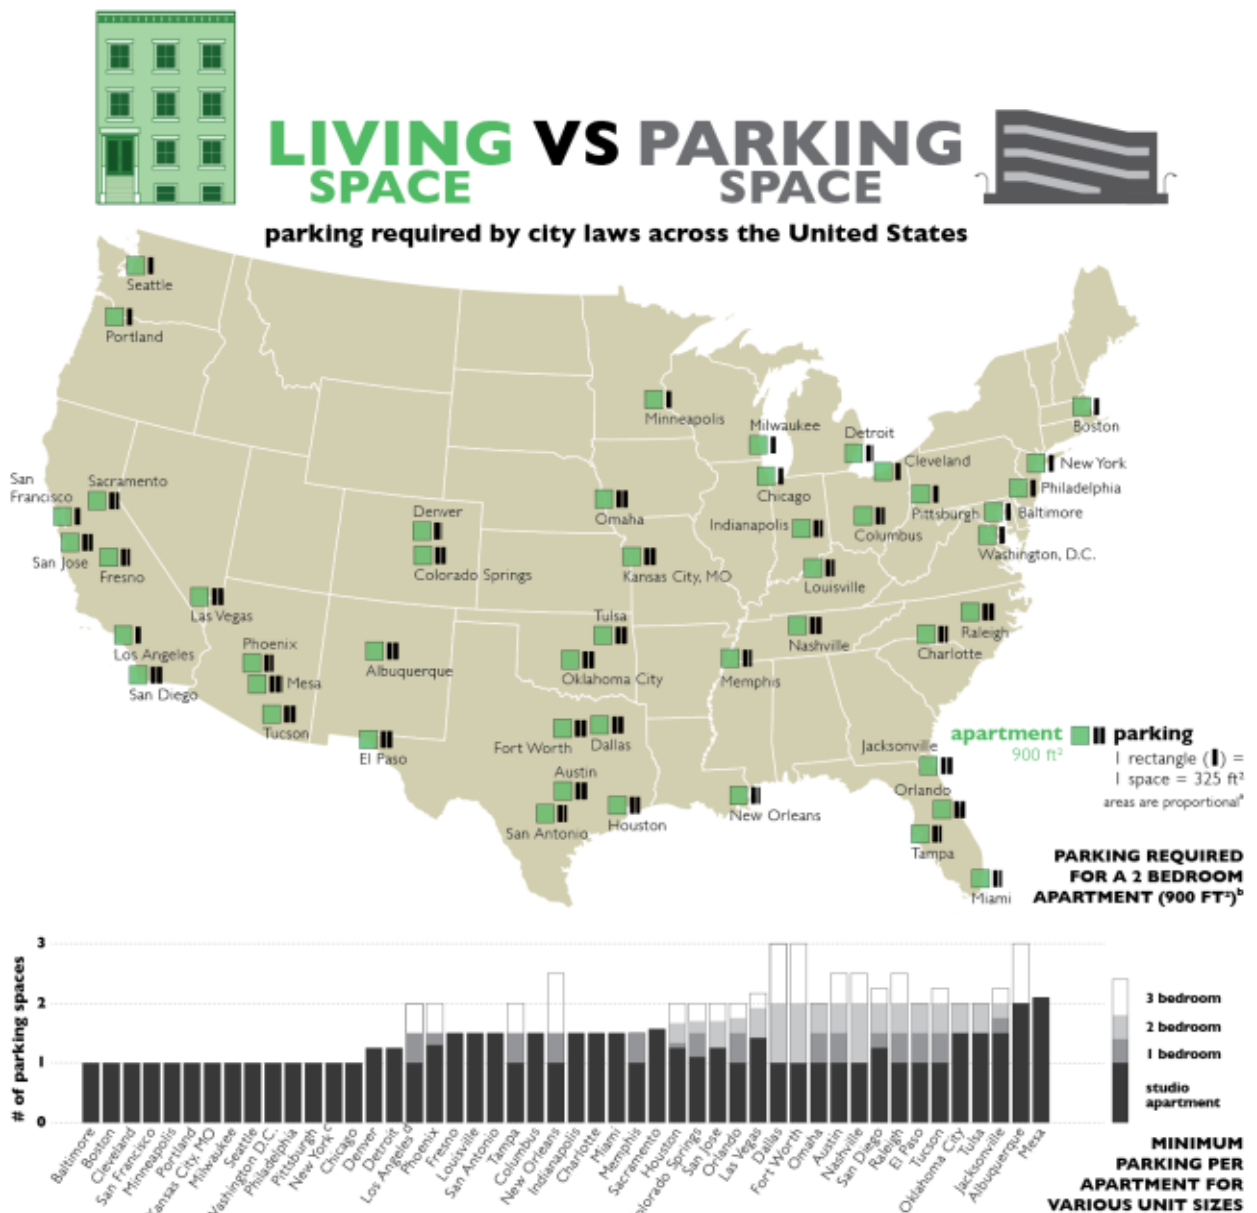 LIVING VS PARKING
SPACE SPACE
parking required by city laws across the United States
Seattle
Portland
Minneapolis
Milwaukee
Detroit
Boston
Cleveland
New York
San
Francisco
Sacramento
Chicago
Philadelphia
Denver
Omaha
Indianapolis
Columbus
Pittsburgh
Baltimore
San Jose
Fresno
Colorado Springs
Kansas City, MO
Louisville
Washington, D.C.
Las Vegas
Tulsa
Nashville
Raleigh
Los Angeles
Phoenix
Albuquerque
Oklahoma City
Memphis
Charlotte
San Diego
Mesa
Tucson
El Paso
Fort Worth
Dallas
Jacksonville
apartment
900 ft²
parking
1 rectangle ( ) =
1 space = 325 ft²
areas are proportionalᵃ
Austin
Orlando
San Antonio
Houston
New Orleans
Tampa
Miami
PARKING REQUIRED
FOR A 2 BEDROOM
APARTMENT (900 FT²)ᵇ
# of parking spaces
3
2
1
0
3 bedroom
2 bedroom
1 bedroom
studio
apartment
Baltimore
Boston
Cleveland
San Francisco
Minneapolis
Portland
Kansas City, MO
Milwaukee
Seattle
Washington D.C.
Philadelphia
Pittsburgh
New Yorkᶜ
Chicago
Denver
Detroit
Los Angelesᵈ
Phoenix
Fresno
Louisville
San Antonio
Tampa
Columbus
New Orleans
Indianapolis
Charlotte
Miami
Memphis
Sacramento
Houston
Colorado Springs
San Jose
Orlando
Las Vegas
Dallas
Fort Worth
Omaha
Austin
Nashville
San Diego
Raleigh
El Paso
Tucson
Oklahoma City
Tulsa
Jacksonville
Albuquerque
Mesa
MINIMUM
PARKING PER
APARTMENT FOR
VARIOUS UNIT SIZES